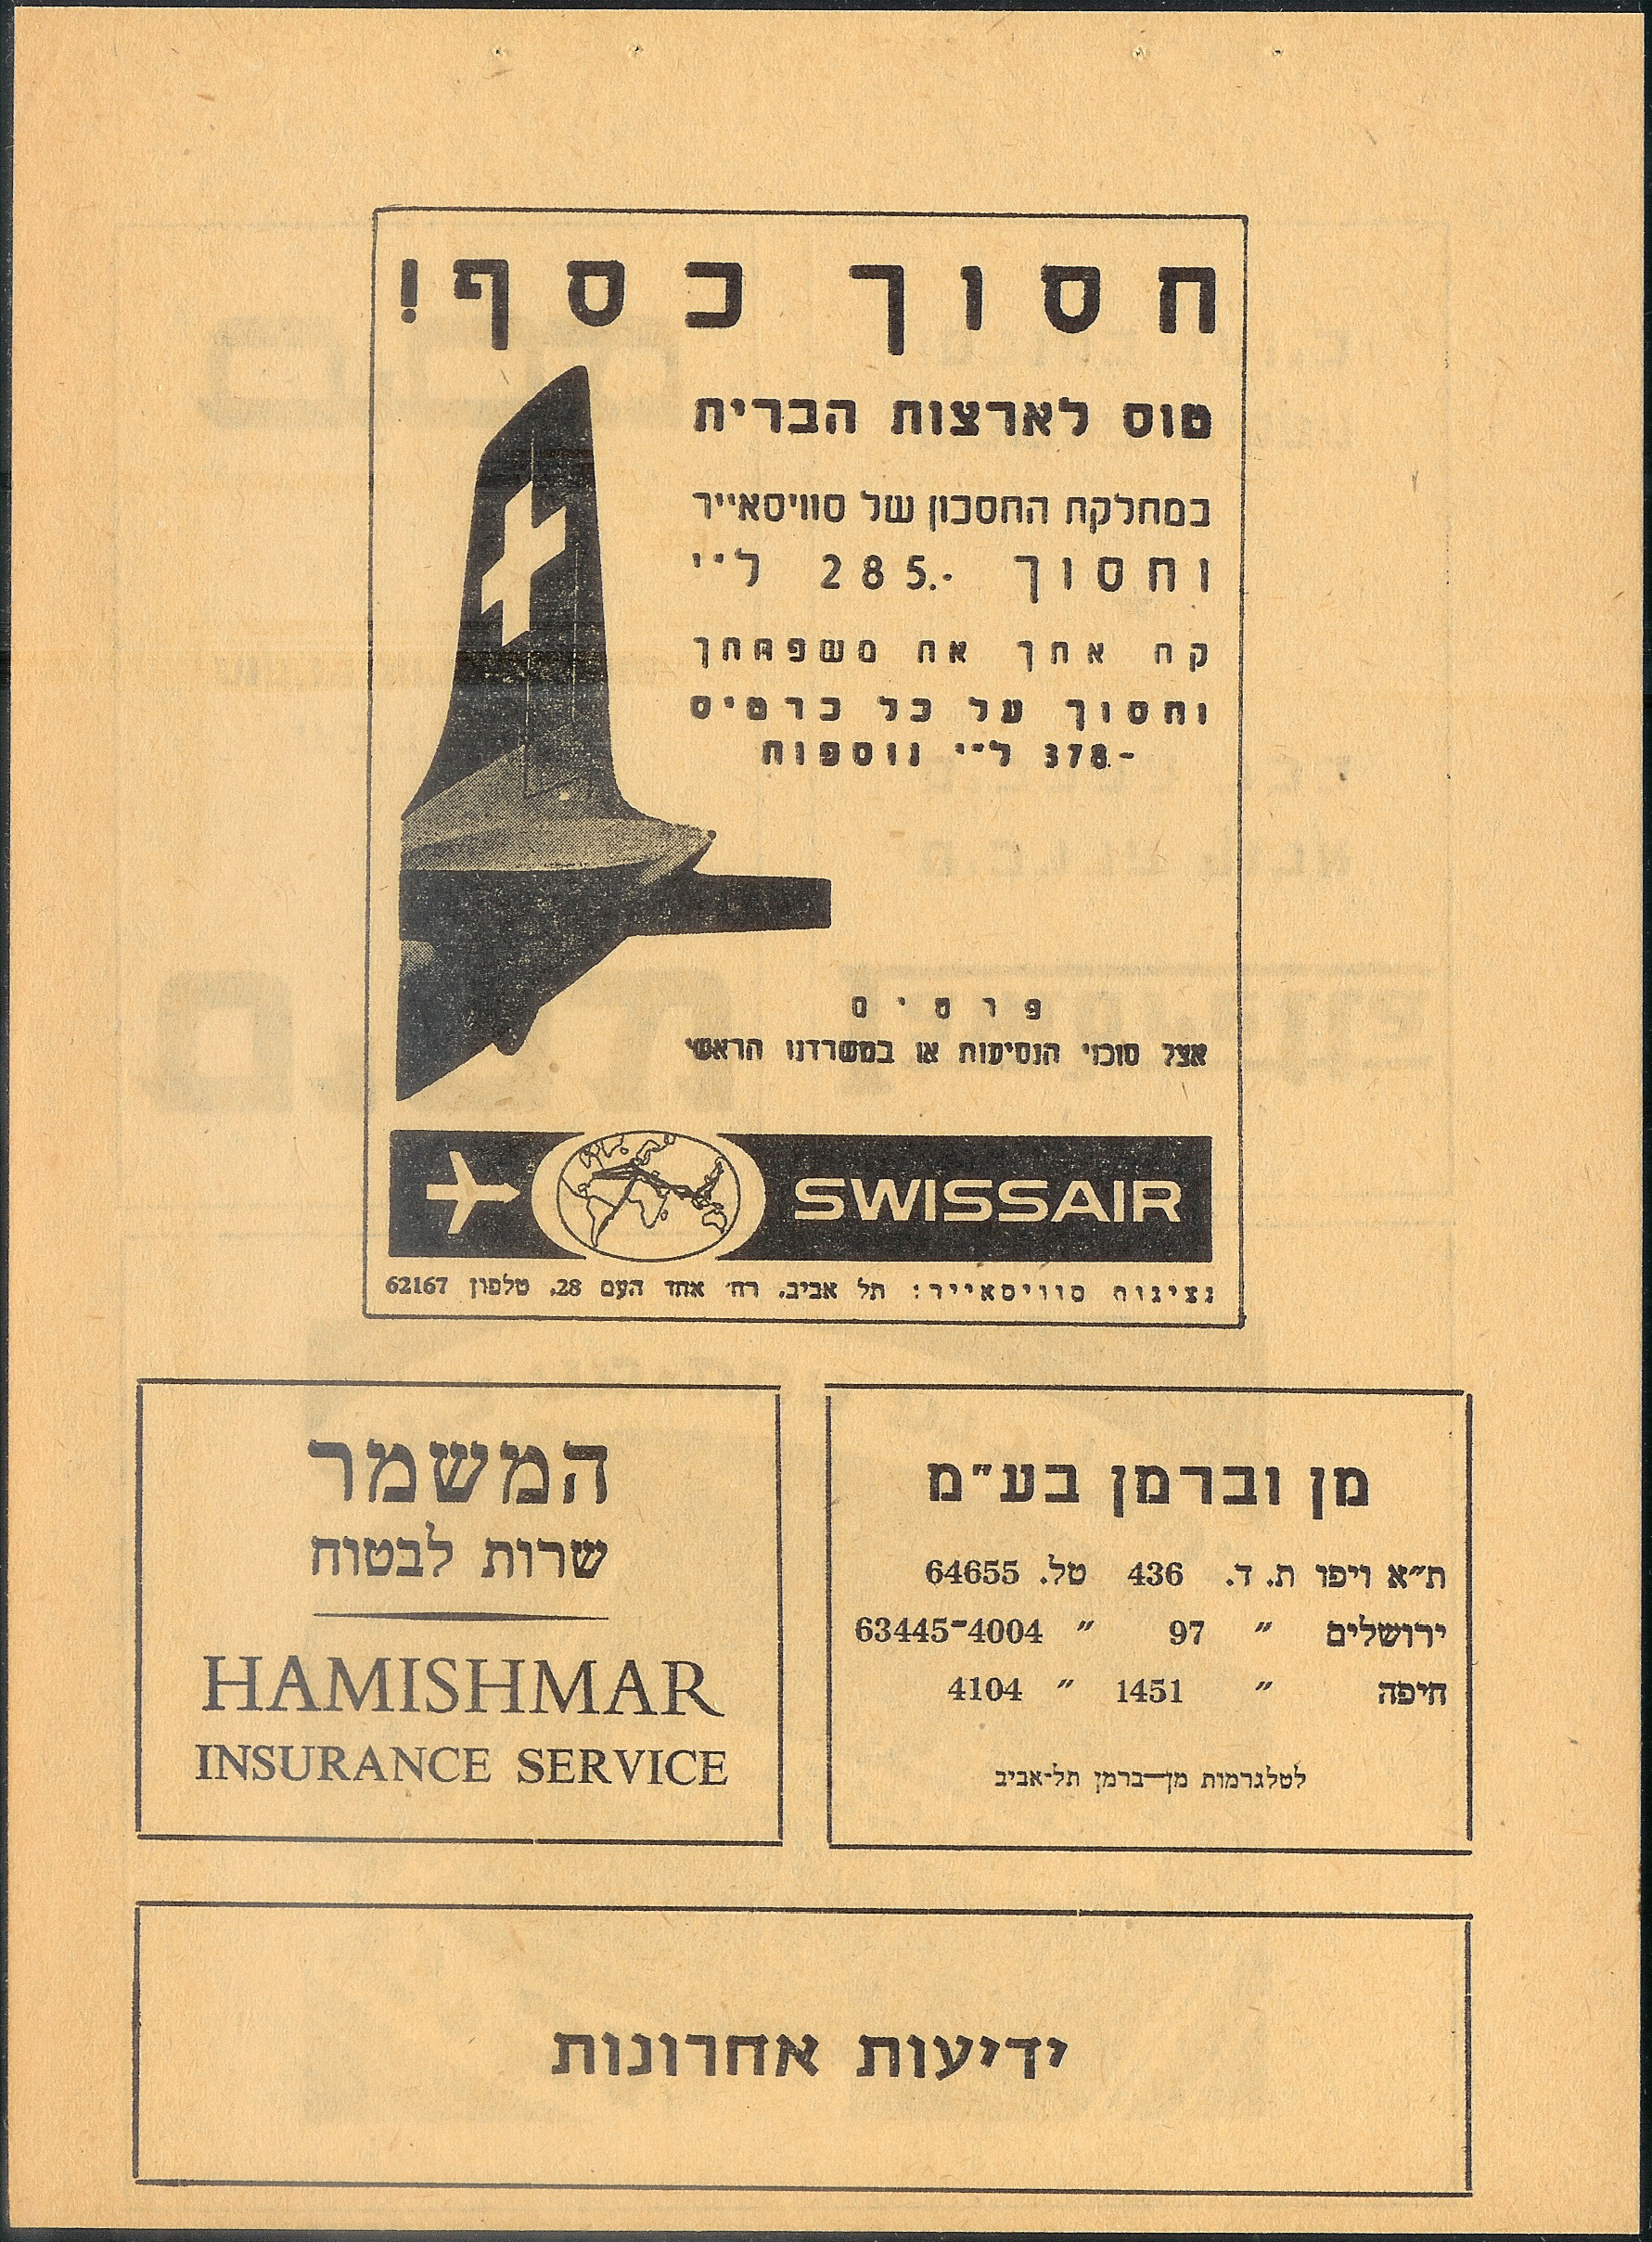 חסוך כסף!
טוס לארצות הברית
במחלקת החסכון של סוויסאייר
וחסוך 285.- ל"י
קח אתך את משפחתך
וחסוך על כל כרטיס
378.- ל"י נוספות
פרטים
אצל סוכני הנסיעות או במשרדנו הראשי
SWISSAIR
נציגות סוויסאייר: תל אביב, רח' אחד העם 28, טלפון 62167
מן וברמן בע"מ
ת"א ויפו ת. ד. 436 טל. 64655
ירושלים " 97 " 63445-4004
חיפה " 1451 " 4104
לטלגרמות מן—ברמן תל-אביב
המשמר
שרות לבטוח
HAMISHMAR
INSURANCE SERVICE
ידיעות אחרונות